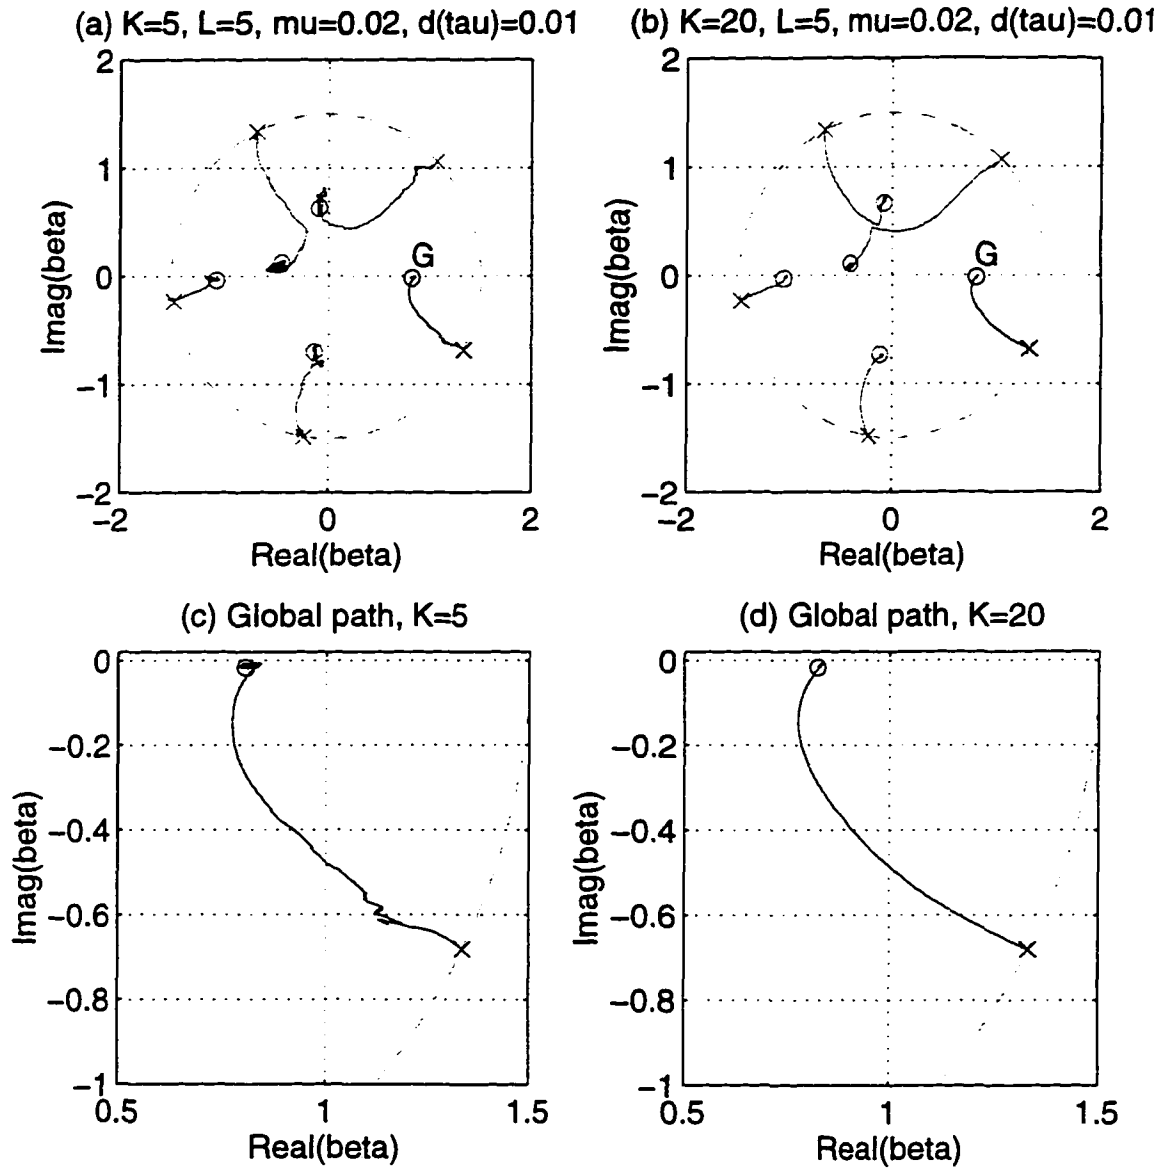 (a) K=5, L=5, mu=0.02, d(tau)=0.01
(b) K=20, L=5, mu=0.02, d(tau)=0.01
2
1
0
−1
−2
Imag(beta)
G
−2
0
2
Real(beta)
2
1
0
−1
−2
Imag(beta)
G
−2
0
2
Real(beta)
(c) Global path, K=5
(d) Global path, K=20
0
−0.2
−0.4
−0.6
−0.8
−1
Imag(beta)
0.5
1
1.5
Real(beta)
0
−0.2
−0.4
−0.6
−0.8
−1
Imag(beta)
0.5
1
1.5
Real(beta)